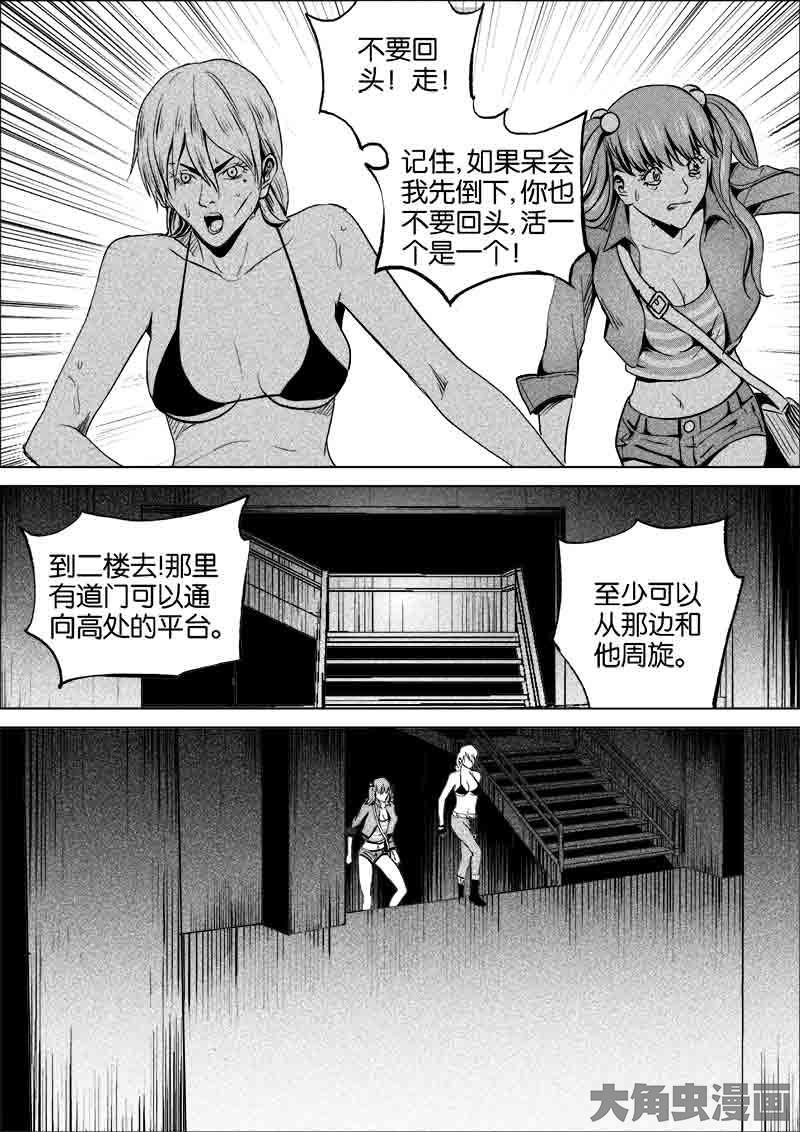 不要回
头！走！
记住，如果呆会
我先倒下，你也
不要回头，活一
个是一个！
到二楼去！那里
有道门可以通
向高处的平台。
至少可以
从那边和
他周旋。
大角虫漫画